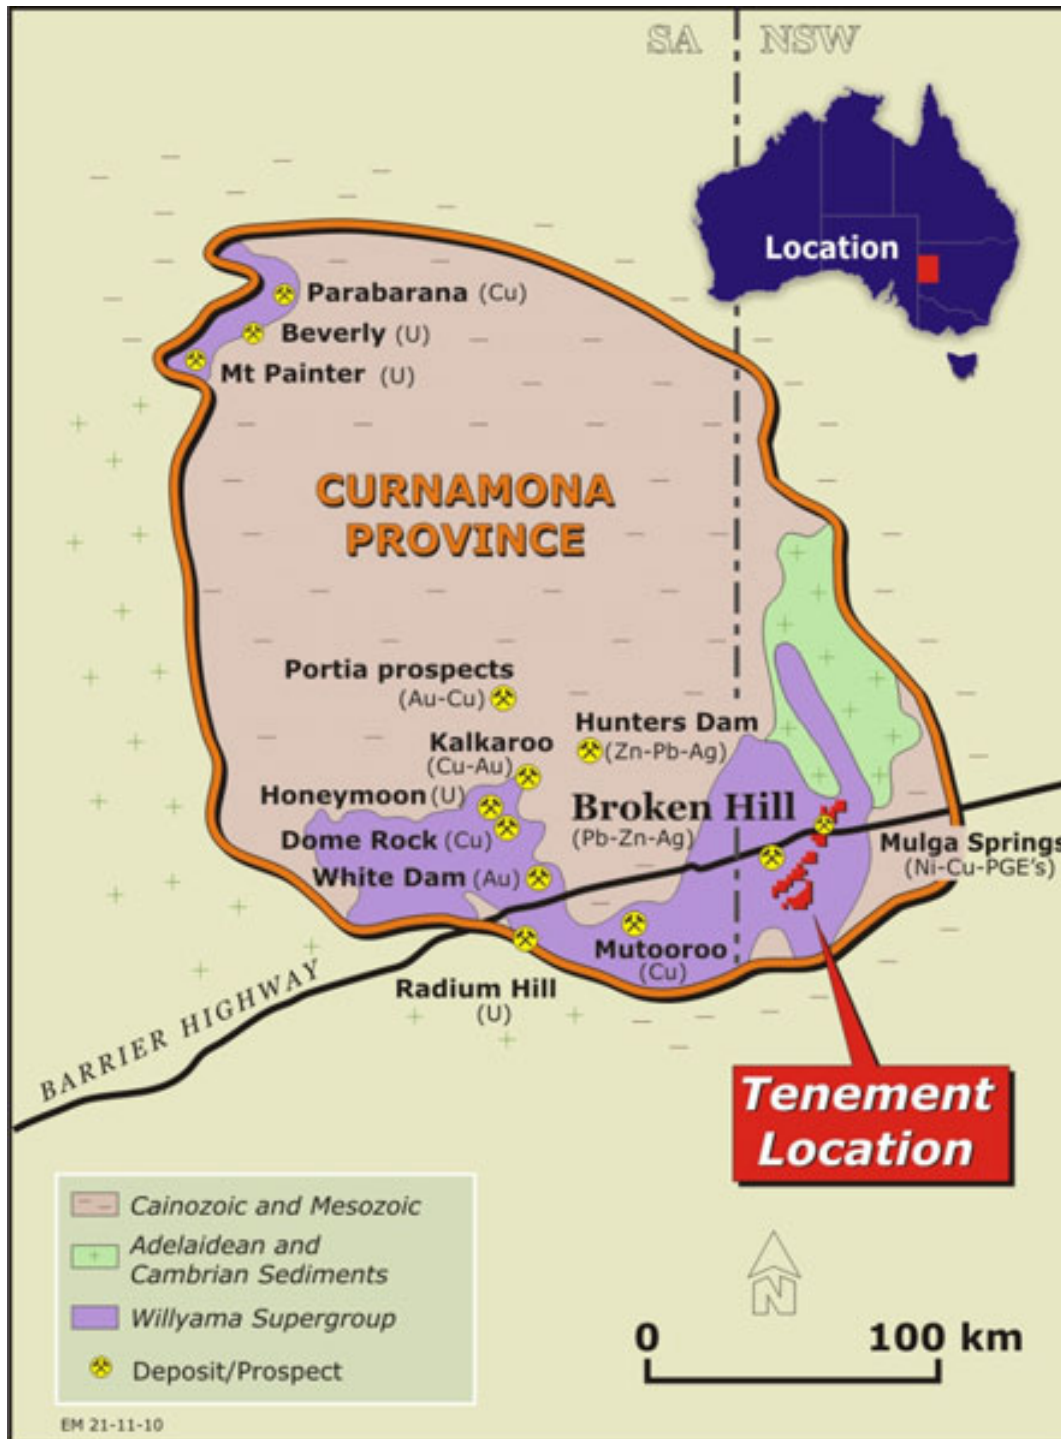 SA NSW
Location
Parabarana (Cu)
Beverly (U)
Mt Painter (U)
CURNAMONA
PROVINCE
Portia prospects
(Au-Cu)
Hunters Dam
(Zn-Pb-Ag)
Kalkaroo
(Cu-Au)
Honeymoon (U)
Broken Hill
(Pb-Zn-Ag)
Dome Rock (Cu)
Mulga Springs
(Ni-Cu-PGE's)
White Dam (Au)
Mutooroo
(Cu)
Radium Hill
(U)
BARRIER HIGHWAY
Tenement
Location
Cainozoic and Mesozoic
Adelaidean and
Cambrian Sediments
Willyama Supergroup
Deposit/Prospect
N
0 100 km
EM 21-11-10